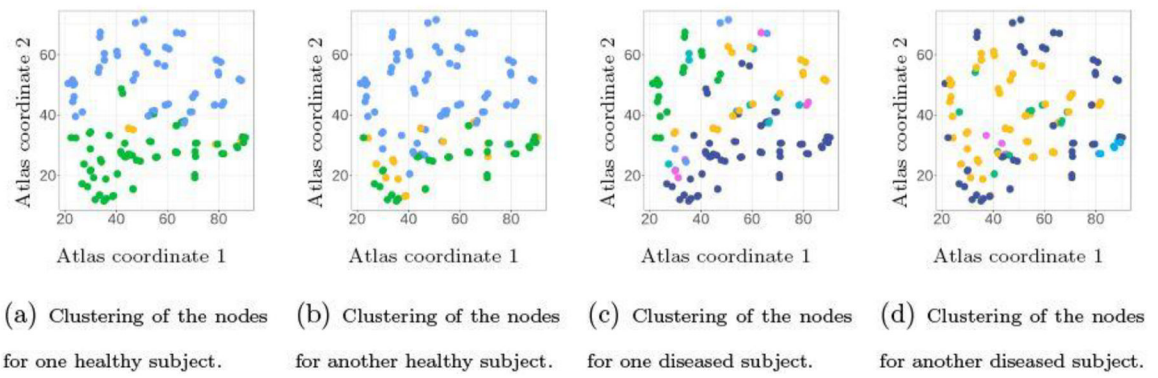 60
40
20
20 40 60 80
Atlas coordinate 2
Atlas coordinate 1
(a) Clustering of the nodes
for one healthy subject.
60
40
20
20 40 60 80
Atlas coordinate 2
Atlas coordinate 1
(b) Clustering of the nodes
for another healthy subject.
60
40
20
20 40 60 80
Atlas coordinate 2
Atlas coordinate 1
(c) Clustering of the nodes
for one diseased subject.
60
40
20
20 40 60 80
Atlas coordinate 2
Atlas coordinate 1
(d) Clustering of the nodes
for another diseased subject.